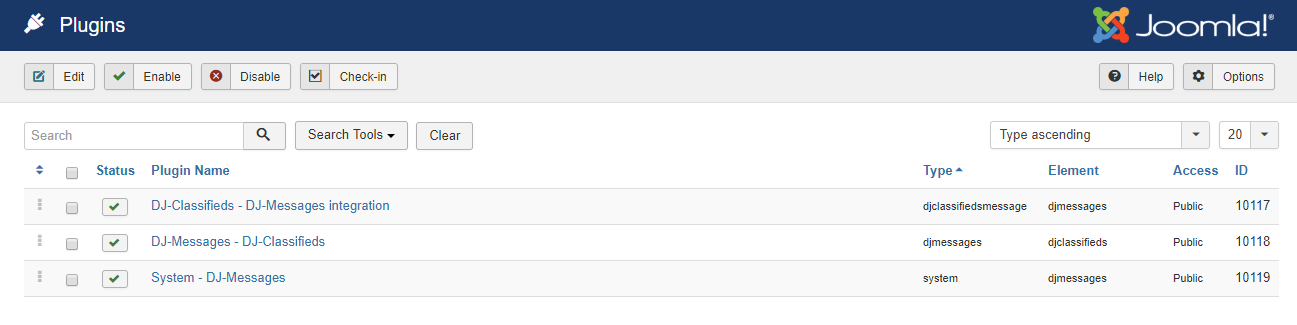 Plugins
Joomla!®
Edit Enable Disable Check-in Help Options
Search Search Tools Clear Type ascending 20
Status Plugin Name Type Element Access ID
DJ-Classifieds - DJ-Messages integration djclassifiedsmessage djmessages Public 10117
DJ-Messages - DJ-Classifieds djmessages djclassifieds Public 10118
System - DJ-Messages system djmessages Public 10119